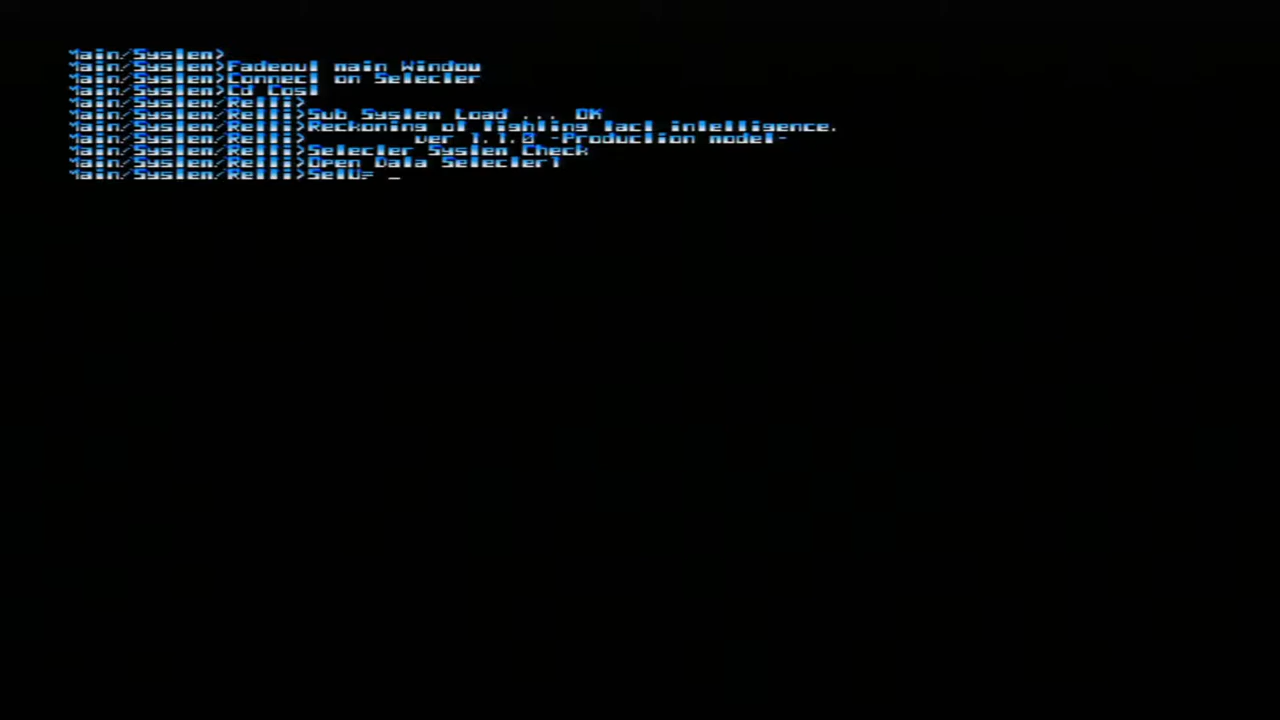 Main/System>
Main/System>Fadeout main Window
Main/System>Connect on Selecter
Main/System>Cd Cost
Main/System/Relti>
Main/System/Relti>Sub System Load ... OK
Main/System/Relti>Reckoning of fighting tact intelligence.
Main/System/Relti> ver 1.1.0 -Production model-
Main/System/Relti>Selecter System Check
Main/System/Relti>Open Data Selecter1
Main/System/Relti>SetU= _